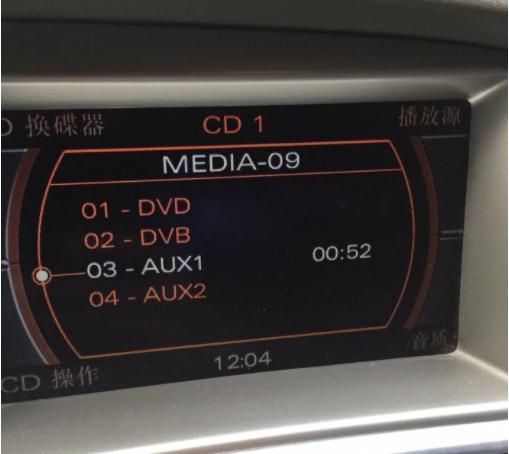 D 换碟器
CD 1
播放源
MEDIA-09
01 - DVD
02 - DVB
03 - AUX1 00:52
04 - AUX2
CD 操作
12:04
音质